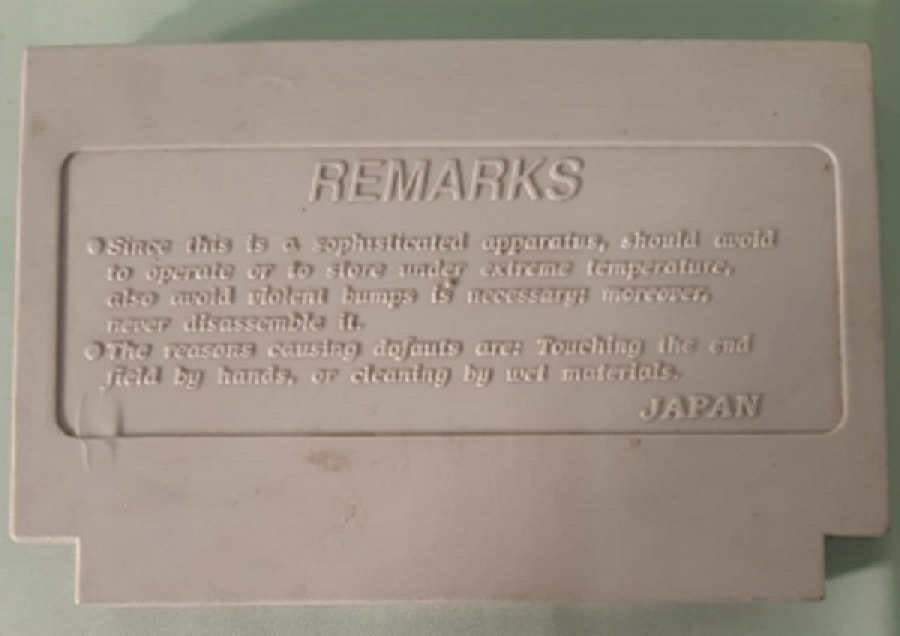 REMARKS
Since this is a sophisticated apparatus, should avoid
to operate or to store under extreme temperature,
also avoid violent bumps is necessary; moreover,
never disassemble it.
The reasons causing dofauts are: Touching the end
field by hands, or cleaning by wet materials.
JAPAN